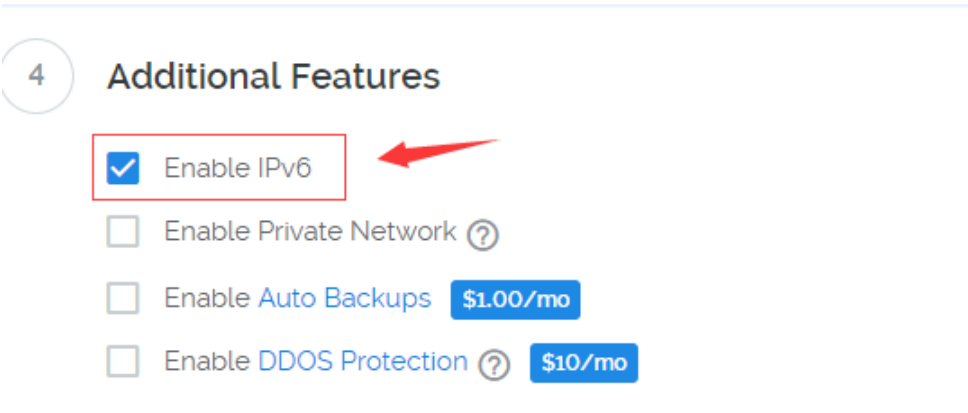 4
Additional Features
Enable IPv6
Enable Private Network ?
Enable Auto Backups $1.00/mo
Enable DDOS Protection ? $10/mo